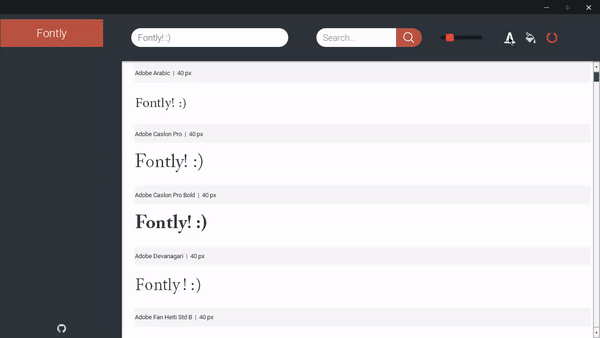 Fontly
Fontly! :)
Search...
Adobe Arabic | 40 px
Fontly! :)
Adobe Caslon Pro | 40 px
Fontly! :)
Adobe Caslon Pro Bold | 40 px
Fontly! :)
Adobe Devanagari | 40 px
Fontly! :)
Adobe Fan Heiti Std B | 40 px